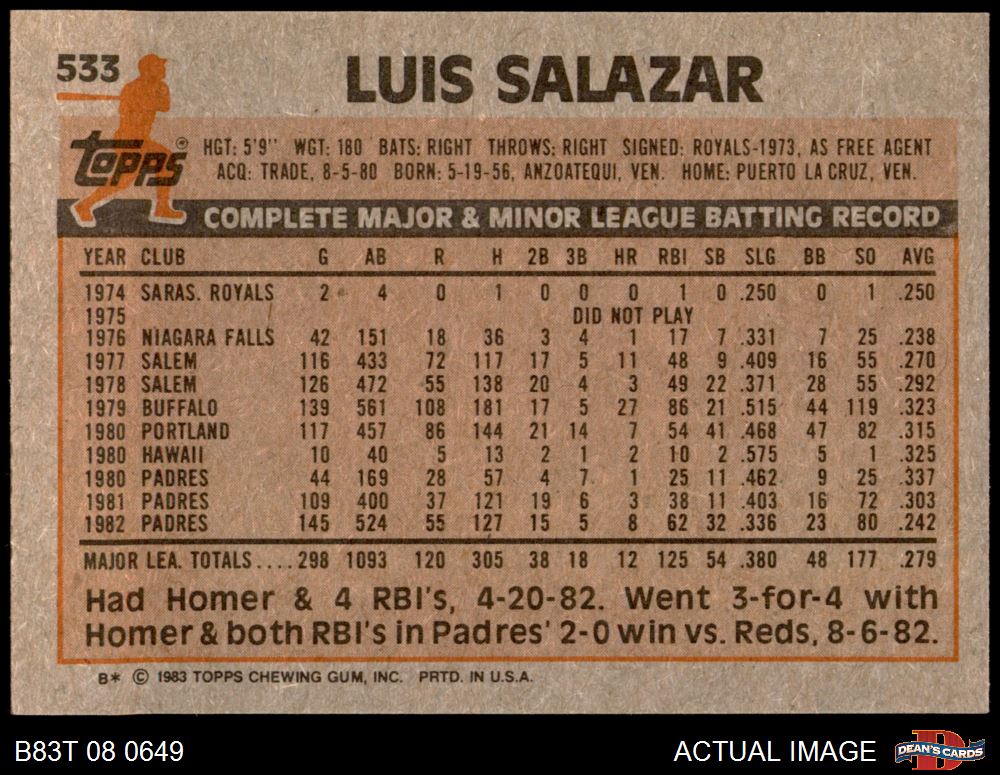 533
LUIS SALAZAR
Topps®
HGT: 5'9" WGT: 180 BATS: RIGHT THROWS: RIGHT SIGNED: ROYALS-1973, AS FREE AGENT
ACQ: TRADE, 8-5-80 BORN: 5-19-56, ANZOATEQUI, VEN. HOME: PUERTO LA CRUZ, VEN.
COMPLETE MAJOR & MINOR LEAGUE BATTING RECORD
YEAR CLUB G AB R H 2B 3B HR RBI SB SLG BB SO AVG
1974 SARAS. ROYALS 2 4 0 1 0 0 0 1 0 .250 0 1 .250
1975 DID NOT PLAY
1976 NIAGARA FALLS 42 151 18 36 3 4 1 17 7 .331 7 25 .238
1977 SALEM 116 433 72 117 17 5 11 48 9 .409 16 55 .270
1978 SALEM 126 472 55 138 20 4 3 49 22 .371 28 55 .292
1979 BUFFALO 139 561 108 181 17 5 27 86 21 .515 44 119 .323
1980 PORTLAND 117 457 86 144 21 14 7 54 41 .468 47 82 .315
1980 HAWAII 10 40 5 13 2 1 2 10 2 .575 5 1 .325
1980 PADRES 44 169 28 57 4 7 1 25 11 .462 9 25 .337
1981 PADRES 109 400 37 121 19 6 3 38 11 .403 16 72 .303
1982 PADRES 145 524 55 127 15 5 8 62 32 .336 23 80 .242
MAJOR LEA. TOTALS.... 298 1093 120 305 38 18 12 125 54 .380 48 177 .279
Had Homer & 4 RBI's, 4-20-82. Went 3-for-4 with
Homer & both RBI's in Padres' 2-0 win vs. Reds, 8-6-82.
B* © 1983 TOPPS CHEWING GUM, INC. PRTD. IN U.S.A.
B83T 08 0649
ACTUAL IMAGE
DEAN'S CARDS